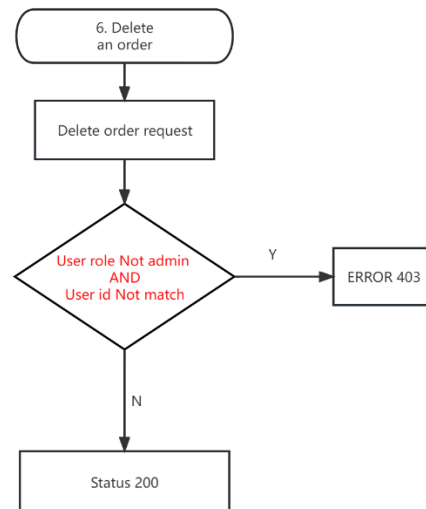 6. Delete
an order
Delete order request
User role Not admin
AND
User id Not match
Y
ERROR 403
N
Status 200